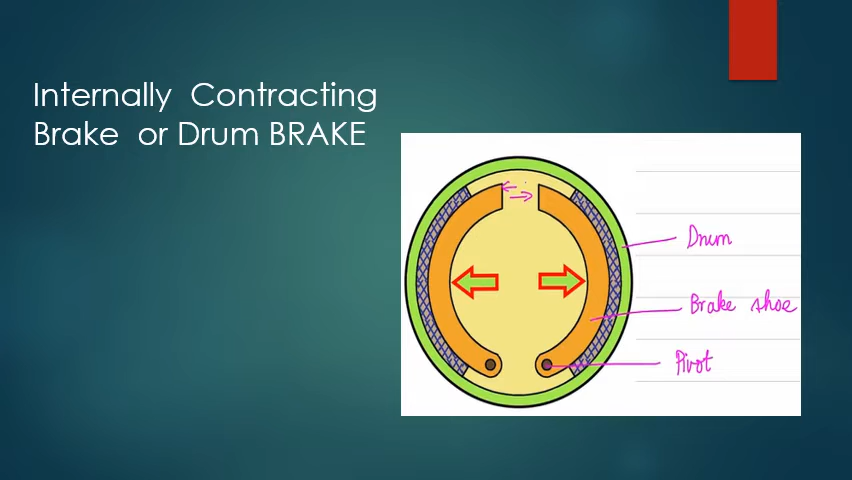 Internally Contracting
Brake or Drum BRAKE
Drum
Brake shoe
Pivot